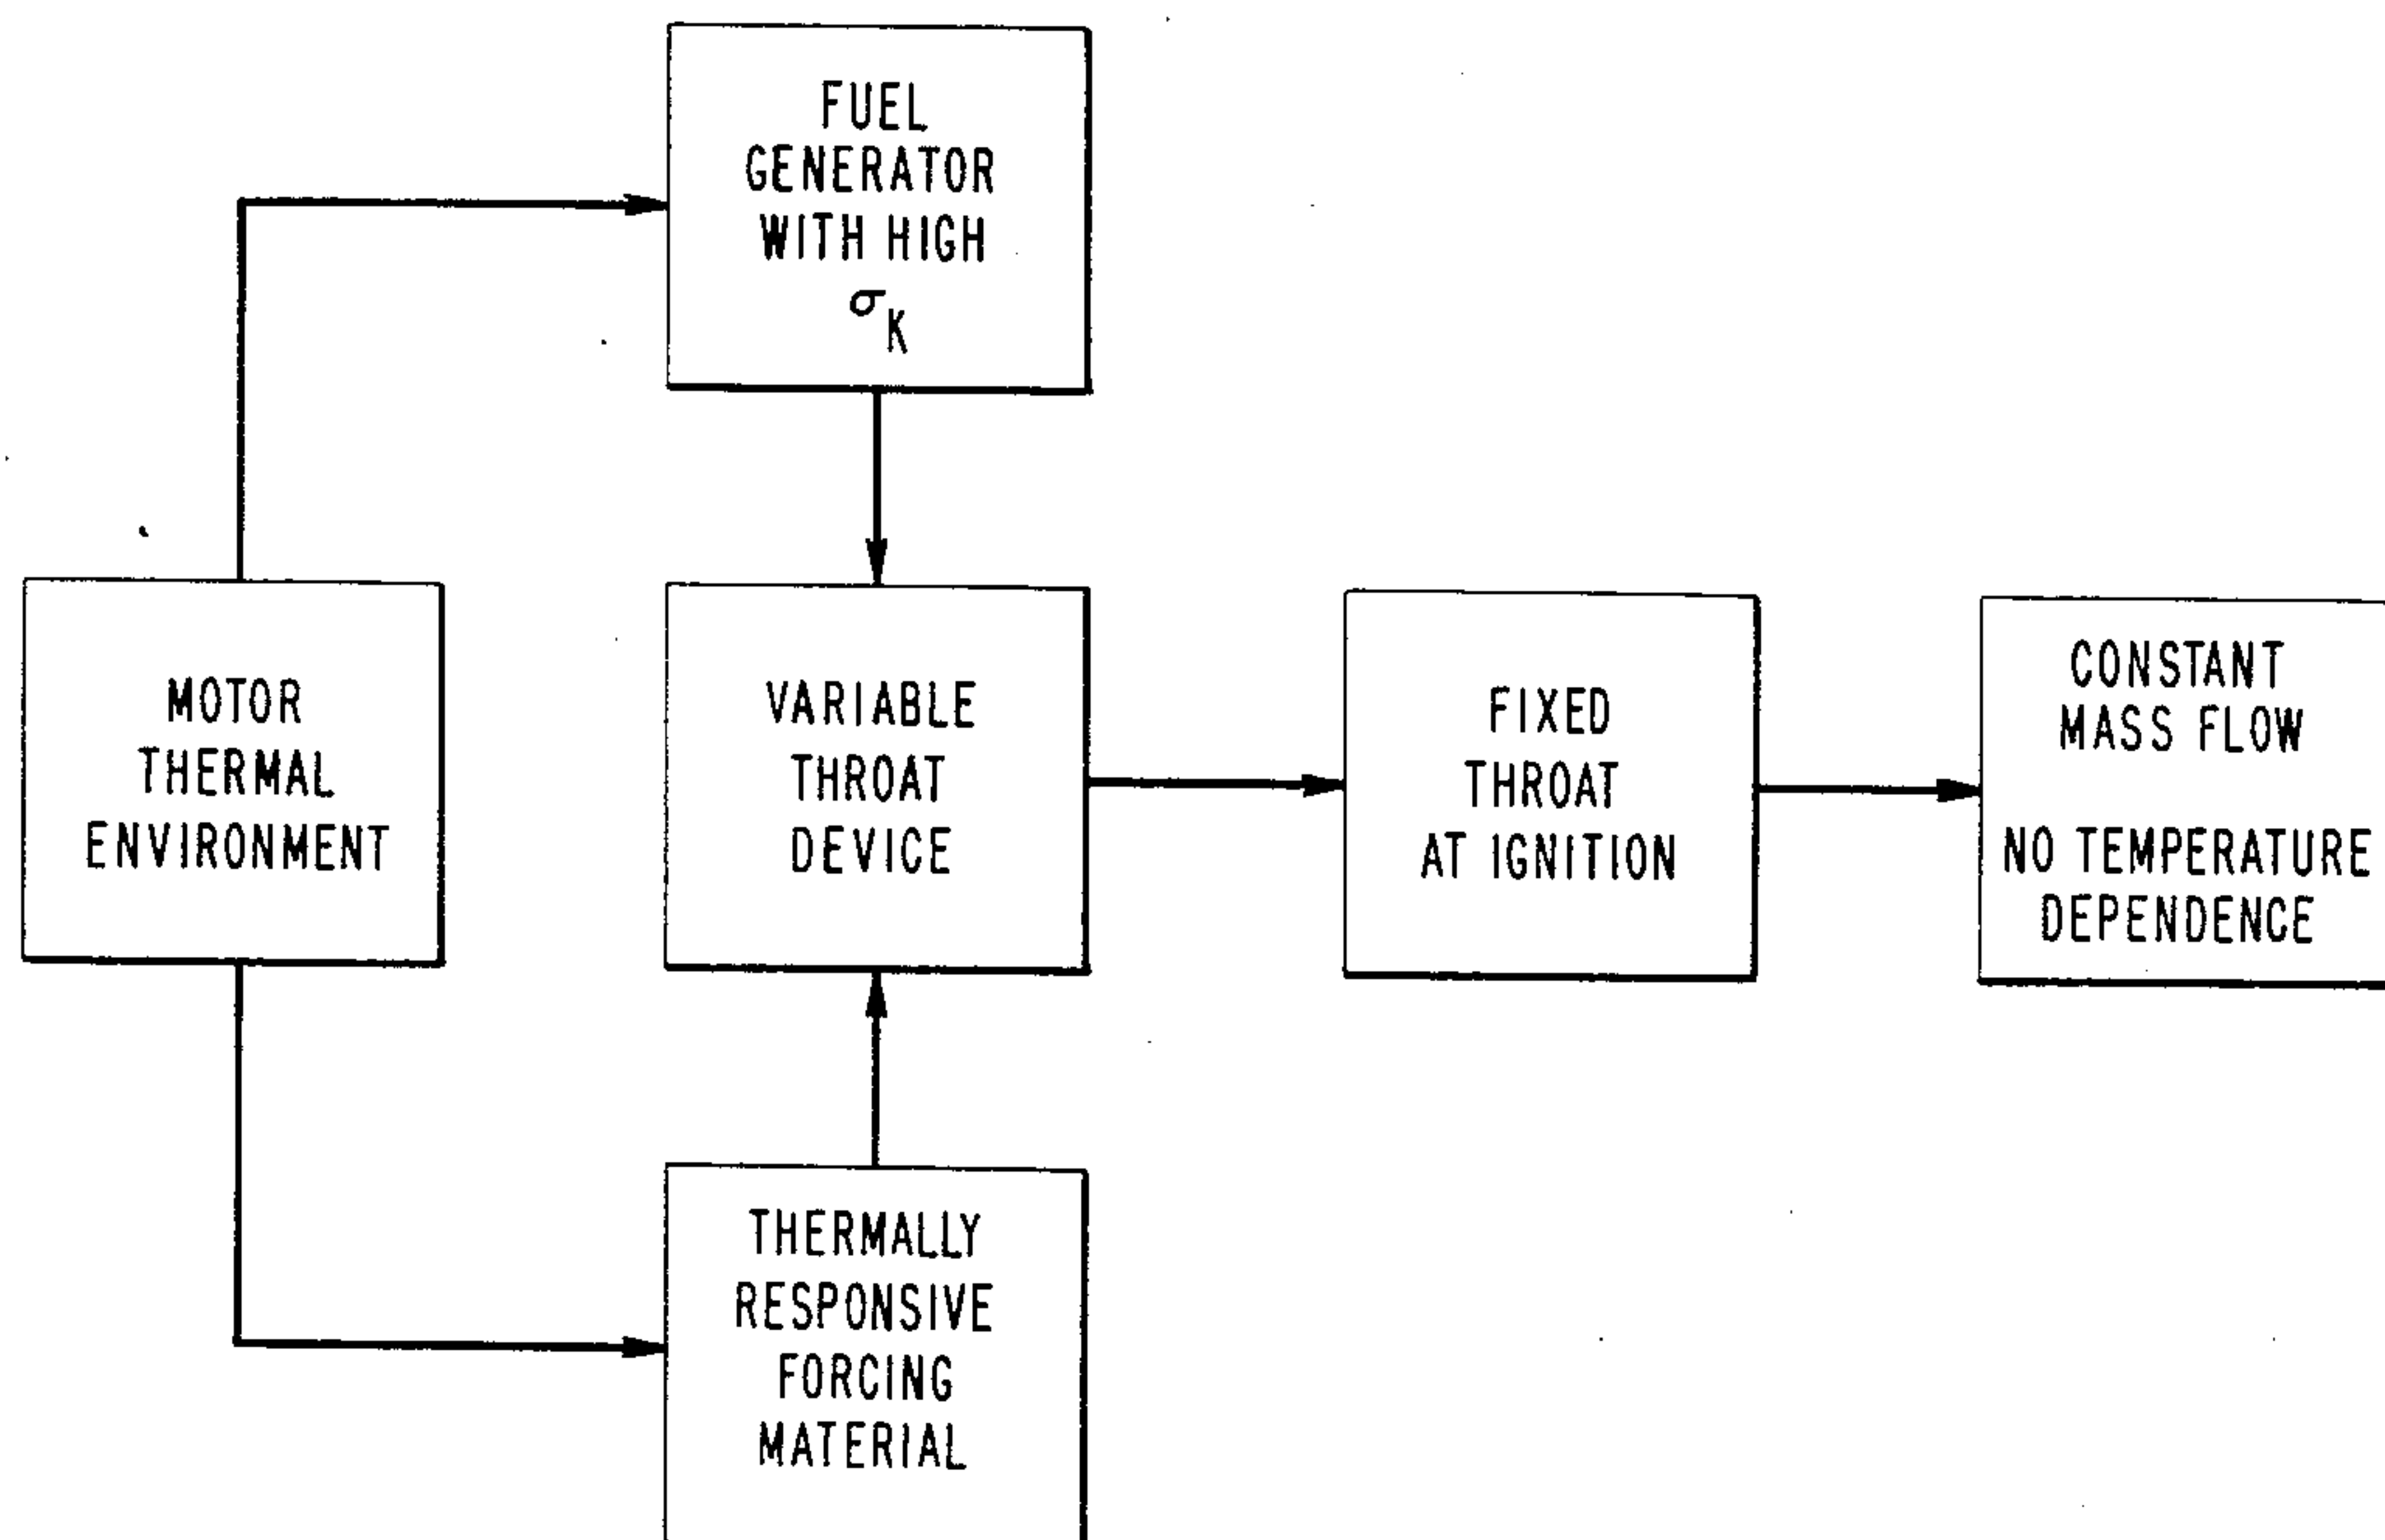 FUEL
GENERATOR
WITH HIGH
σK
MOTOR
THERMAL
ENVIRONMENT
VARIABLE
THROAT
DEVICE
FIXED
THROAT
AT IGNITION
CONSTANT
MASS FLOW
NO TEMPERATURE
DEPENDENCE
THERMALLY
RESPONSIVE
FORCING
MATERIAL